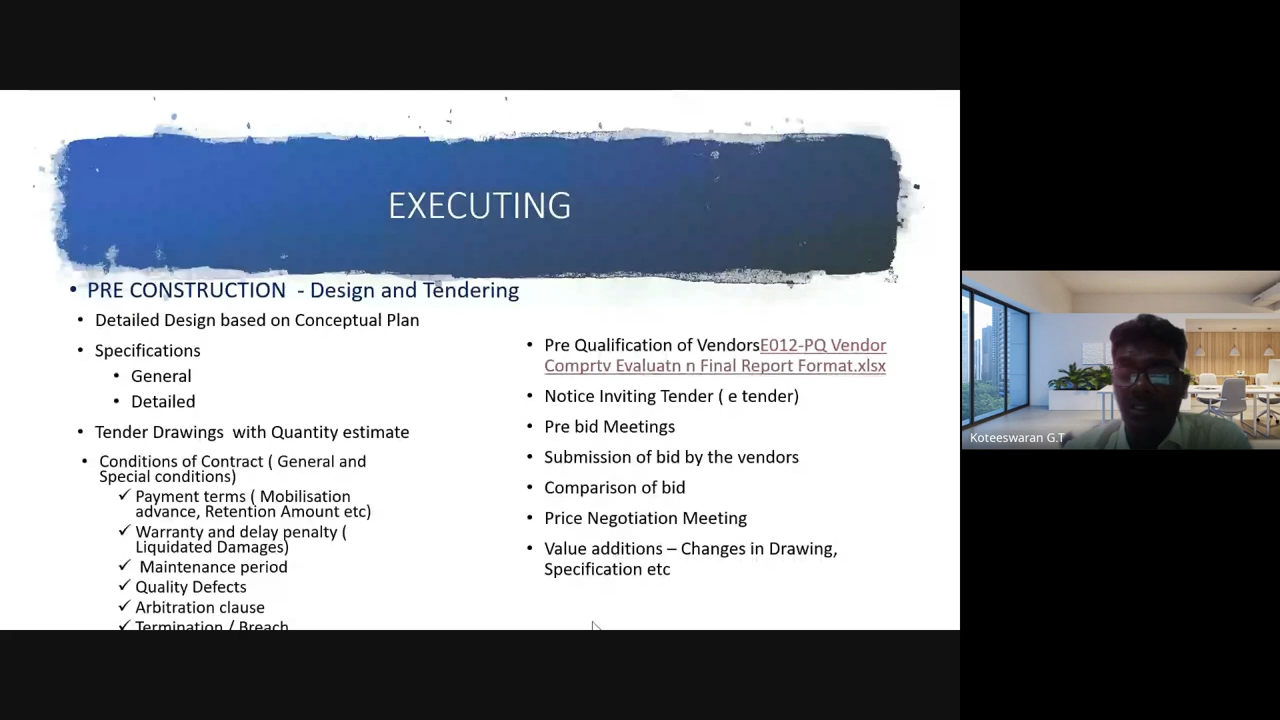 EXECUTING
PRE CONSTRUCTION - Design and Tendering
Detailed Design based on Conceptual Plan
Specifications
General
Detailed
Tender Drawings with Quantity estimate
Conditions of Contract ( General and
Special conditions)
Payment terms ( Mobilisation
advance, Retention Amount etc)
Warranty and delay penalty (
Liquidated Damages)
Maintenance period
Quality Defects
Arbitration clause
Termination / Breach
Pre Qualification of VendorsE012-PQ Vendor
Comprtv Evaluatn n Final Report Format.xlsx
Notice Inviting Tender ( e tender)
Pre bid Meetings
Submission of bid by the vendors
Comparison of bid
Price Negotiation Meeting
Value additions – Changes in Drawing,
Specification etc
Koteeswaran G.T